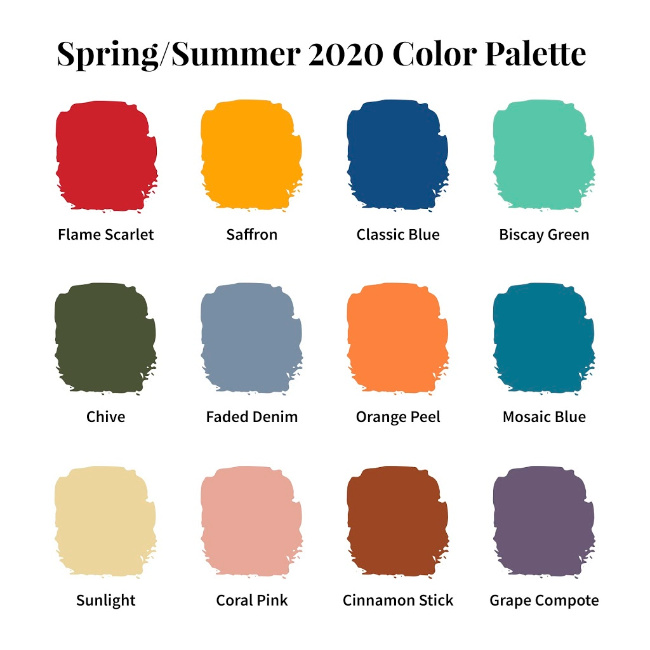 Spring/Summer 2020 Color Palette
Flame Scarlet
Saffron
Classic Blue
Biscay Green
Chive
Faded Denim
Orange Peel
Mosaic Blue
Sunlight
Coral Pink
Cinnamon Stick
Grape Compote